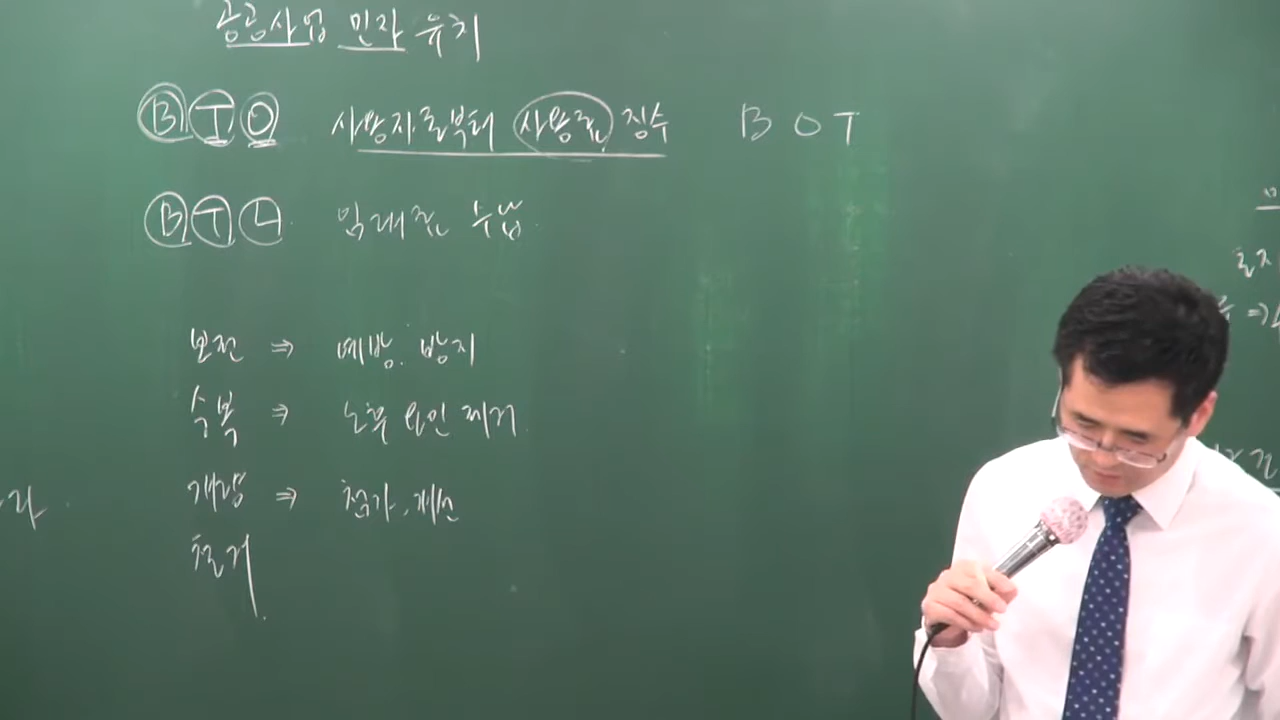 공공사업 민자 유치
BTO 사용자로부터 사용료 징수 BOT
BTL 임대료 수납
보전 ⇒ 예방. 방지
수복 ⇒ 노후 요인 제거
개량 ⇒ 첨가, 개선
철거